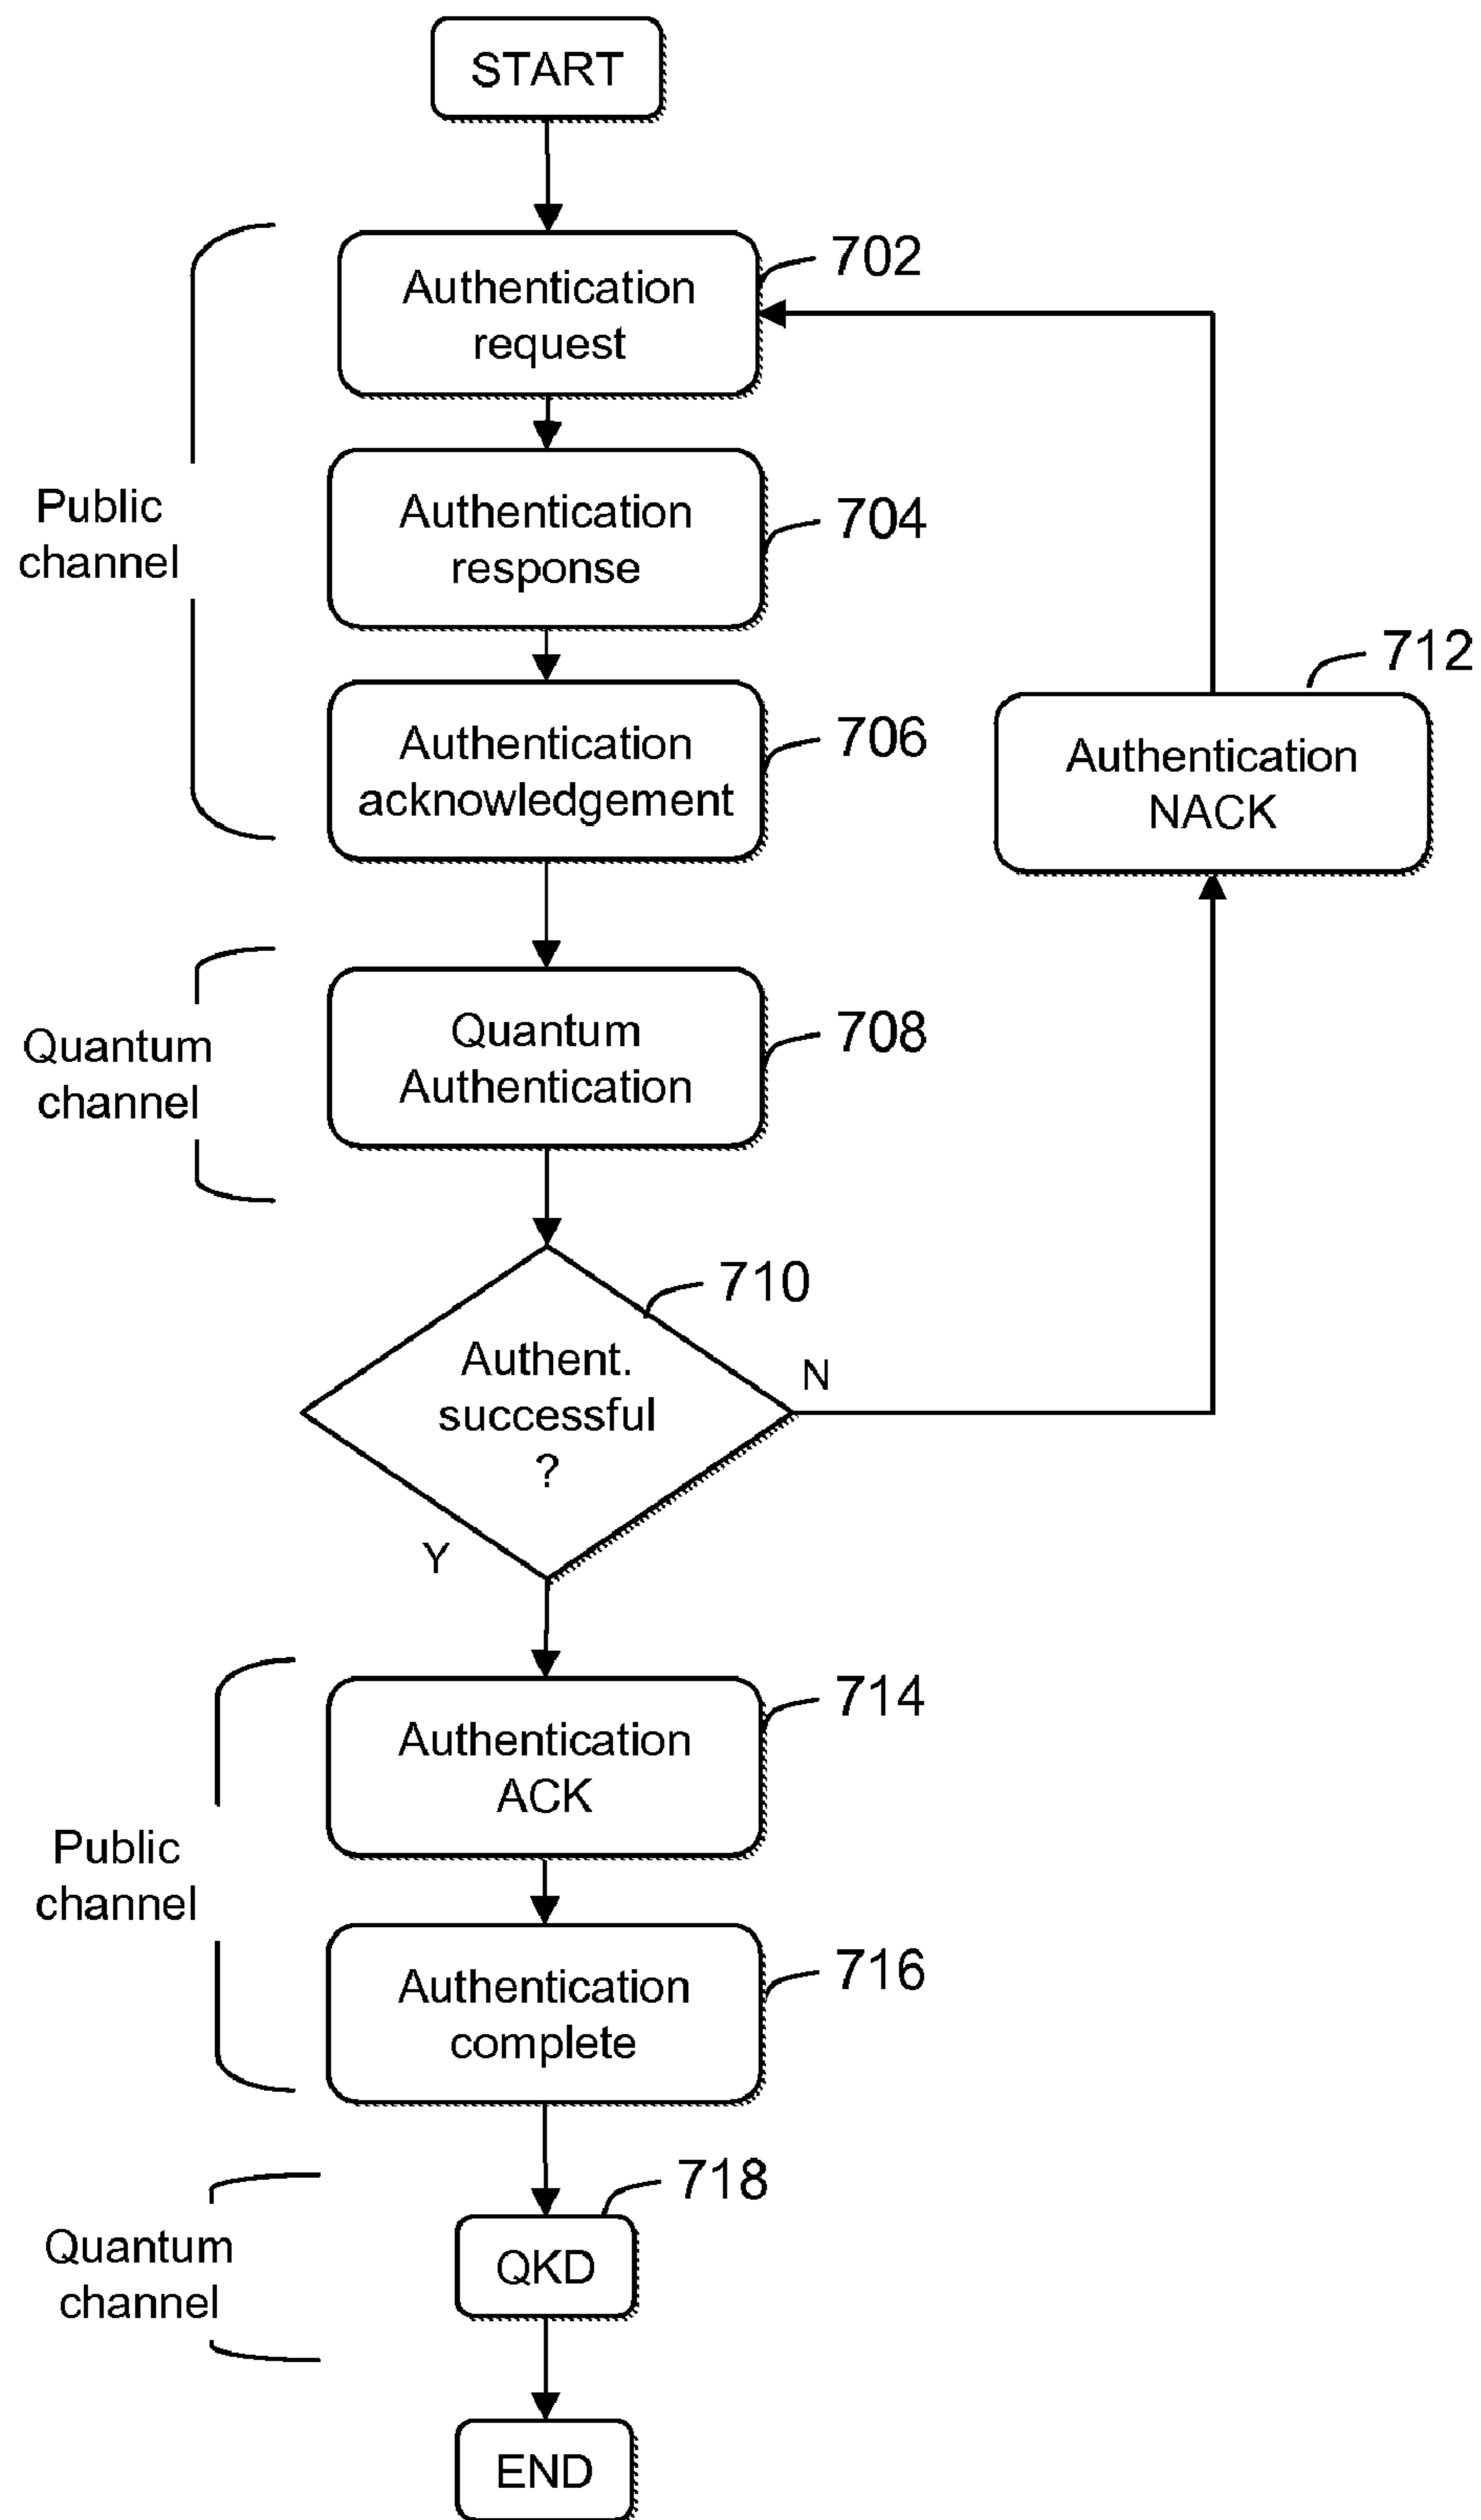 START
702
Authentication
request
Public
channel
704
Authentication
response
706
Authentication
acknowledgement
712
Authentication
NACK
Quantum
channel
708
Quantum
Authentication
710
Authent.
successful
?
N
Y
Public
channel
714
Authentication
ACK
716
Authentication
complete
Quantum
channel
718
QKD
END